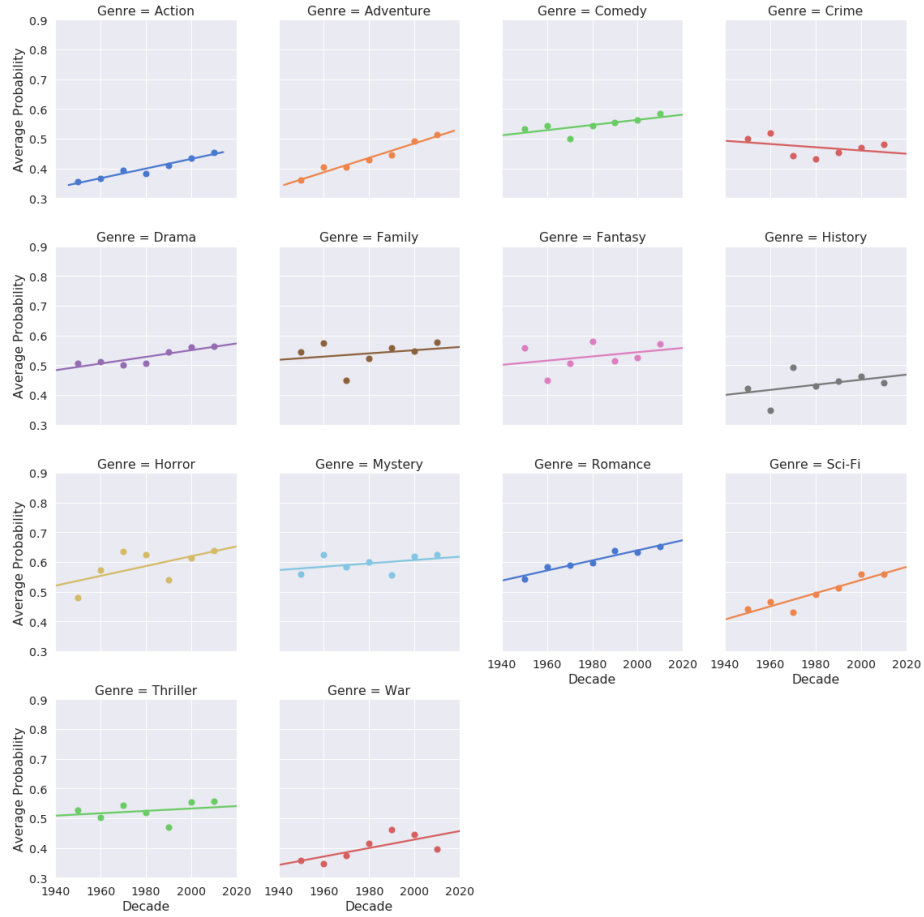 Genre = Action
Genre = Adventure
Genre = Comedy
Genre = Crime
Average Probability
0.9
0.8
0.7
0.6
0.5
0.4
0.3
Genre = Drama
Genre = Family
Genre = Fantasy
Genre = History
Average Probability
0.9
0.8
0.7
0.6
0.5
0.4
0.3
Genre = Horror
Genre = Mystery
Genre = Romance
Genre = Sci-Fi
Average Probability
0.9
0.8
0.7
0.6
0.5
0.4
0.3
1940 1960 1980 2000 2020
Decade
1940 1960 1980 2000 2020
Decade
Genre = Thriller
Genre = War
Average Probability
0.9
0.8
0.7
0.6
0.5
0.4
0.3
1940 1960 1980 2000 2020
Decade
1940 1960 1980 2000 2020
Decade